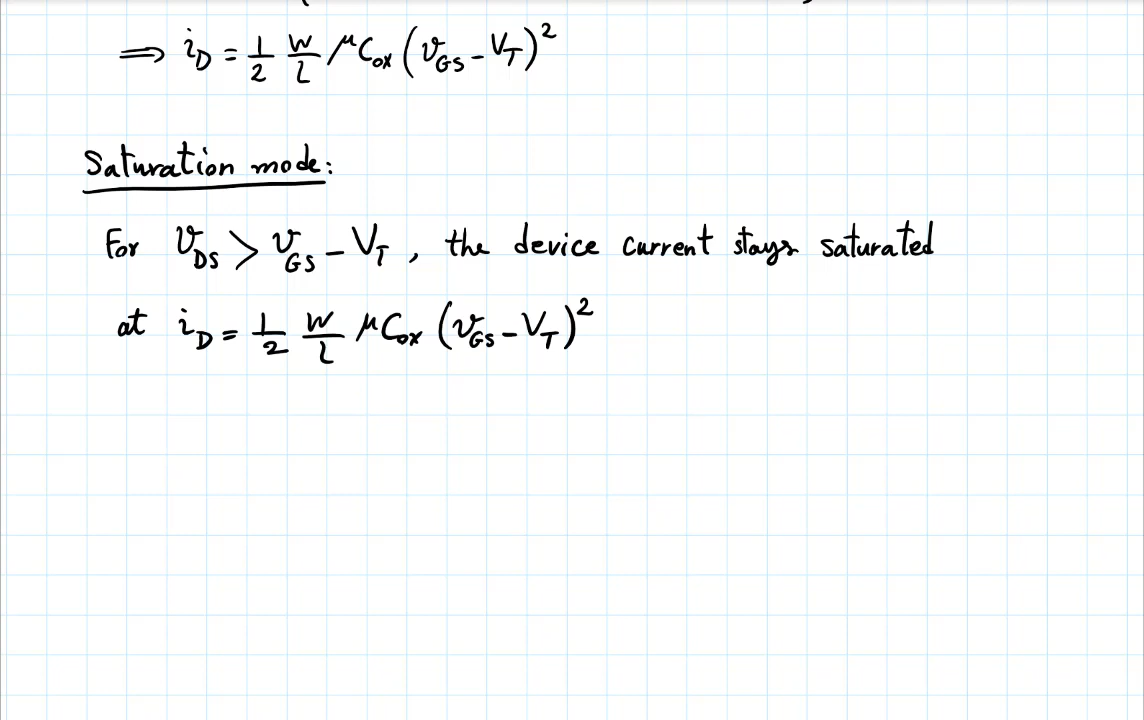 ⟹ i_D = 1/2 W/L μC_ox (v_GS - V_T)^2
Saturation mode:
For v_DS > v_GS - V_T, the device current stays saturated
at i_D = 1/2 W/L μC_ox (v_GS - V_T)^2